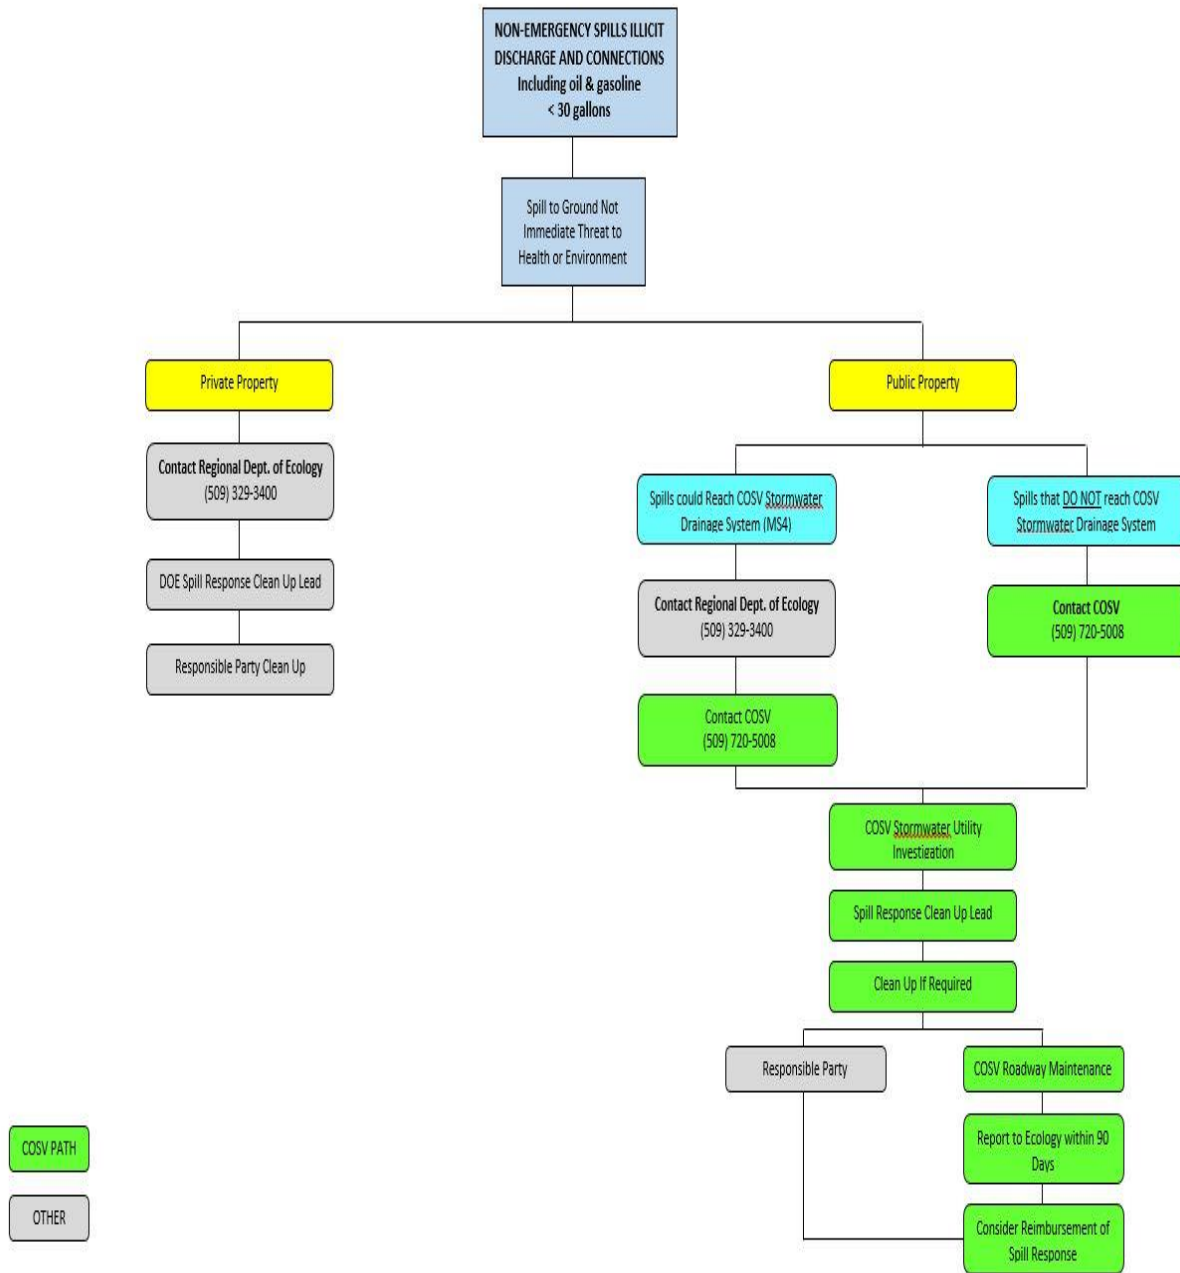 NON-EMERGENCY SPILLS ILLICIT
DISCHARGE AND CONNECTIONS
Including oil & gasoline
< 30 gallons
Spill to Ground Not
Immediate Threat to
Health or Environment
Private Property
Contact Regional Dept. of Ecology
(509) 329-3400
DOE Spill Response Clean Up Lead
Responsible Party Clean Up
Public Property
Spills could Reach COSV Stormwater
Drainage System (MS4)
Contact Regional Dept. of Ecology
(509) 329-3400
Contact COSV
(509) 720-5008
Spills that DO NOT reach COSV
Stormwater Drainage System
Contact COSV
(509) 720-5008
COSV Stormwater Utility
Investigation
Spill Response Clean Up Lead
Clean Up If Required
Responsible Party
COSV Roadway Maintenance
Report to Ecology within 90
Days
Consider Reimbursement of
Spill Response
COSV PATH
OTHER